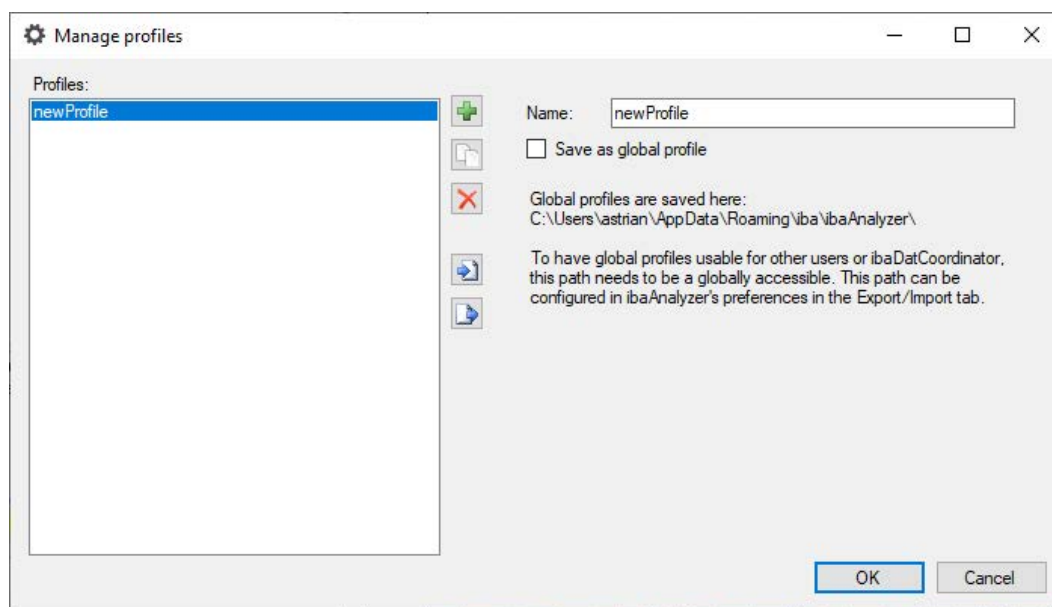 Manage profiles
Profiles:
newProfile
Name: newProfile
Save as global profile
Global profiles are saved here:
C:\Users\astrian\AppData\Roaming\iba\ibaAnalyzer\
To have global profiles usable for other users or ibaDatCoordinator,
this path needs to be a globally accessible. This path can be
configured in ibaAnalyzer's preferences in the Export/Import tab.
OK Cancel